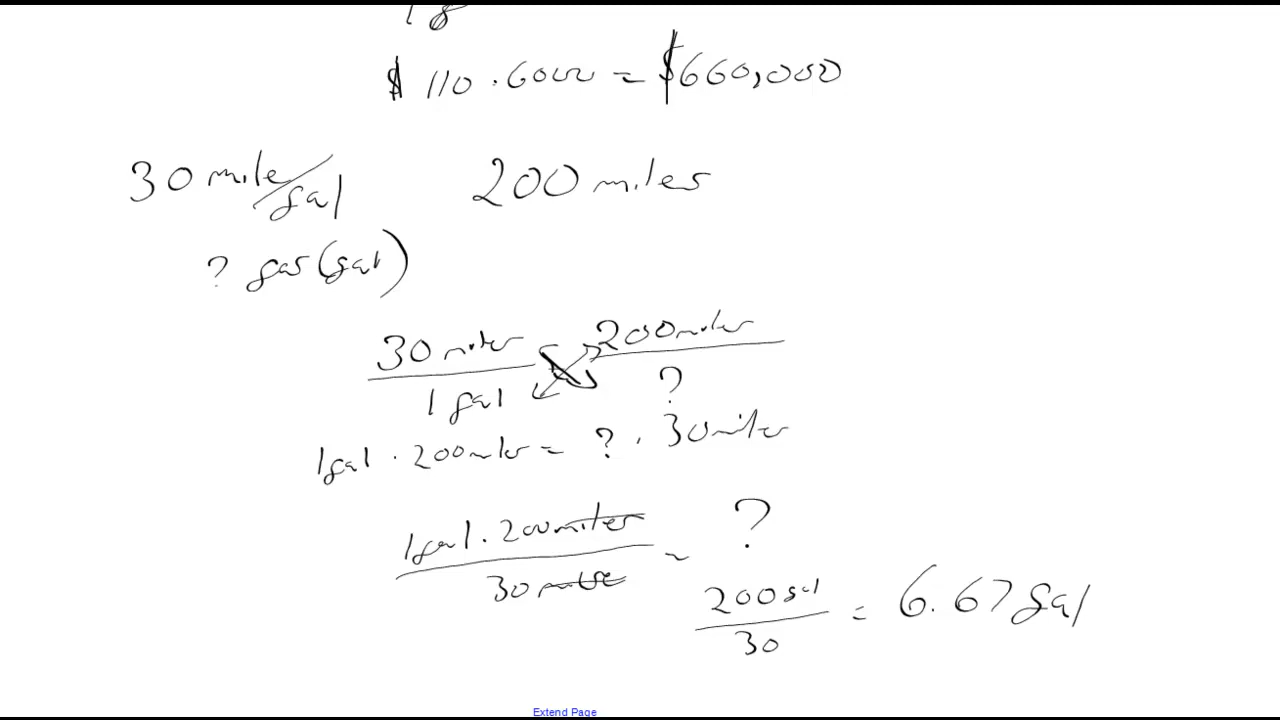 1 g
$ 110 . 6000 = $660,000
30 mile/gal 200 miles
? gas (gal)
30 miles 200 miles
1 gal ?
1 gal . 200 miles = ? . 30 miles
1 gal . 200 miles = ?
30 miles
200 gal = 6.67 gal
30
Extend Page